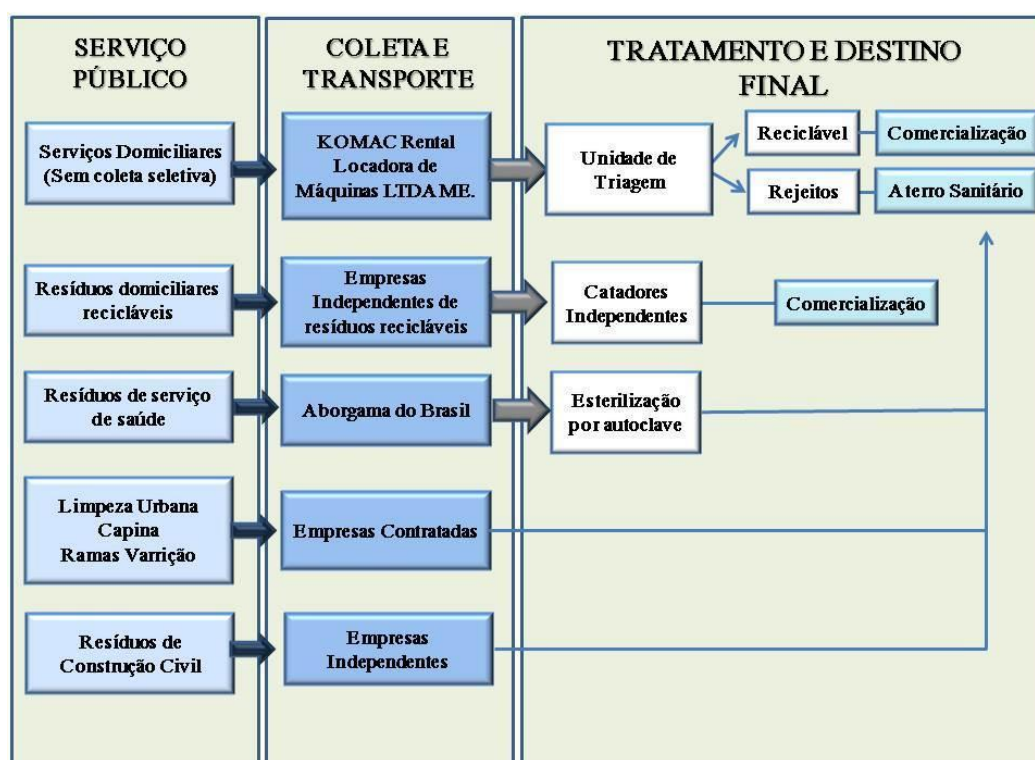 SERVIÇO
PÚBLICO
COLETA E
TRANSPORTE
TRATAMENTO E DESTINO
FINAL
Serviços Domiciliares
(Sem coleta seletiva)
KOMAC Rental
Locadora de
Máquinas LTDA ME.
Unidade de
Triagem
Reciclável
Comercialização
Rejeitos
Aterro Sanitário
Resíduos domiciliares
recicláveis
Empresas
Independentes de
resíduos recicláveis
Catadores
Independentes
Comercialização
Resíduos de serviço
de saúde
Aborgama do Brasil
Esterilização
por autoclave
Limpeza Urbana
Capina
Ramas Varrição
Empresas Contratadas
Resíduos de
Construção Civil
Empresas
Independentes